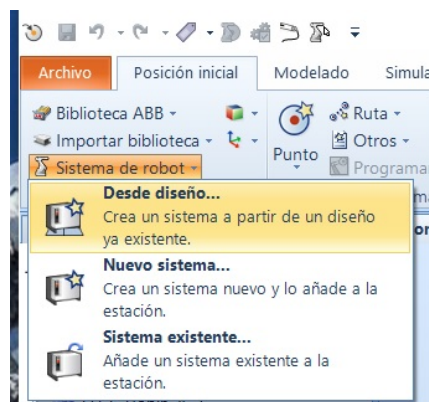 Archivo Posición inicial Modelado Simula
Biblioteca ABB Ruta
Importar biblioteca Otros
Punto
Sistema de robot Programa
Desde diseño...
Crea un sistema a partir de un diseño
ya existente.
Nuevo sistema...
Crea un sistema nuevo y lo añade a la
estación.
Sistema existente...
Añade un sistema existente a la
estación.